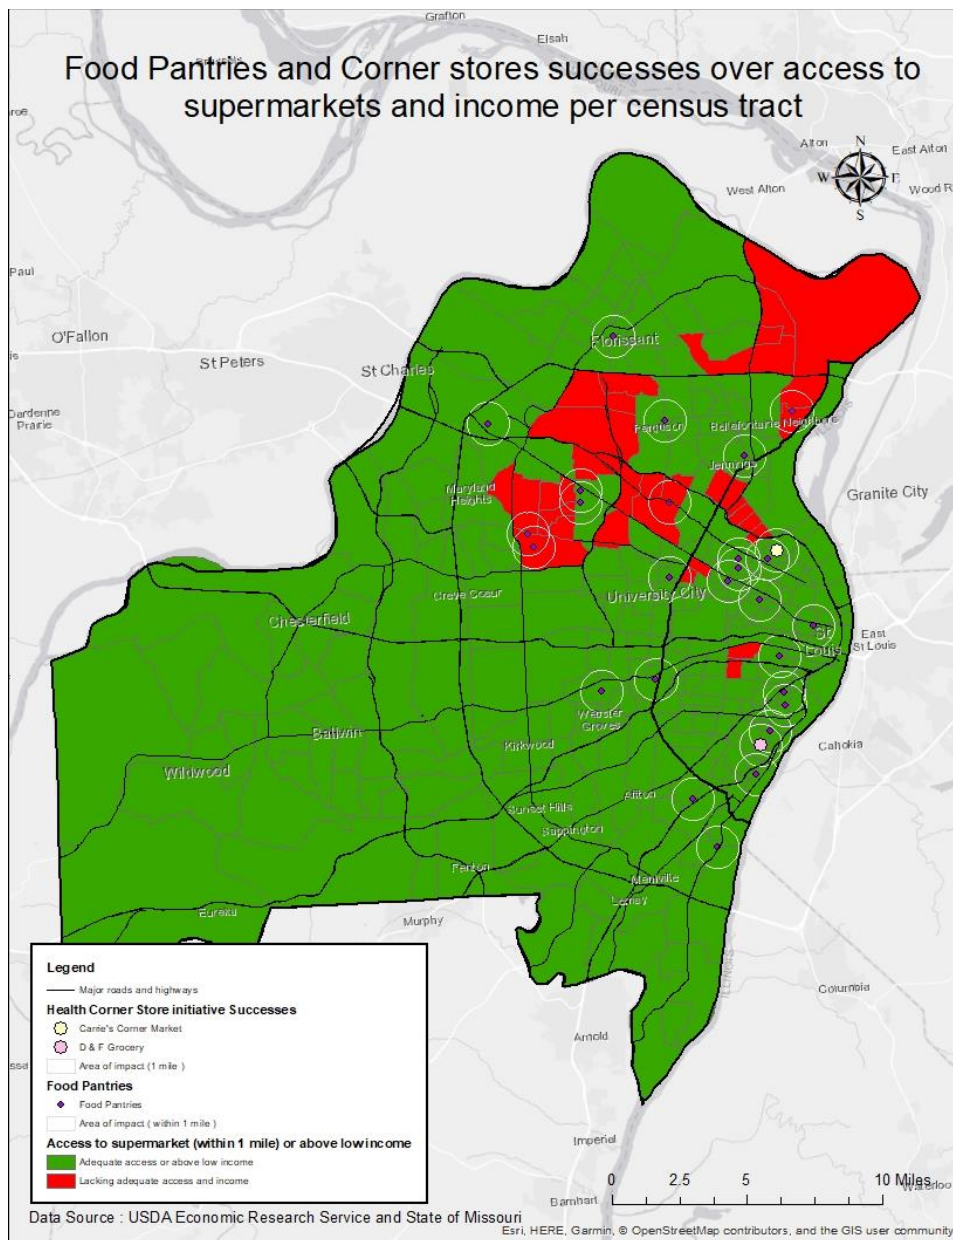 Grafton
Elsah
Food Pantries and Corner stores successes over access to
supermarkets and income per census tract
Alton
East Alton
N
W E
S
West Alton
Wood R
Paul
O'Fallon
St Peters
St Charles
Florissant
Dardenne
Prairie
Ferguson
Bellefontaine Neighbors
Jennings
Maryland
Heights
Granite City
Creve Coeur
University City
Chesterfield
St
Louis
East
St Louis
Webster
Groves
Ballwin
Kirkwood
Cahokia
Wildwood
Affton
Sunset Hills
Sappington
Fenton
Mehlville
Lemay
Eureka
Murphy
ILLINOIS
Columbia
Arnold
Imperial
Barnhart
Waterloo
Legend
Major roads and highways
Health Corner Store initiative Successes
Carrie's Corner Market
D & F Grocery
Area of impact (1 mile )
Food Pantries
Food Pantries
Area of impact ( within 1 mile )
Access to supermarket (within 1 mile) or above low income
Adequate access or above low income
Lacking adequate access and income
0 2.5 5 10 Miles
Data Source : USDA Economic Research Service and State of Missouri
Esri, HERE, Garmin, © OpenStreetMap contributors, and the GIS user community